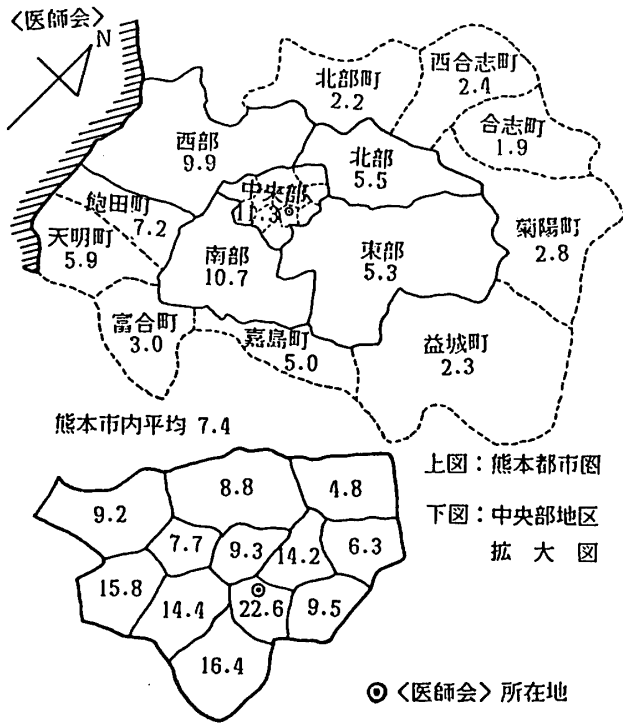 〈医師会〉
N
北部町
2.2
西合志町
2.4
合志町
1.9
西部
9.9
北部
5.5
中央部
11.3
飽田町
7.2
天明町
5.9
南部
10.7
東部
5.3
菊陽町
2.8
富合町
3.0
嘉島町
5.0
益城町
2.3
熊本市内平均 7.4
上図：熊本都市圏
下図：中央部地区
拡大図
9.2
8.8
4.8
7.7
9.3
14.2
6.3
15.8
14.4
22.6
9.5
16.4
〈医師会〉所在地